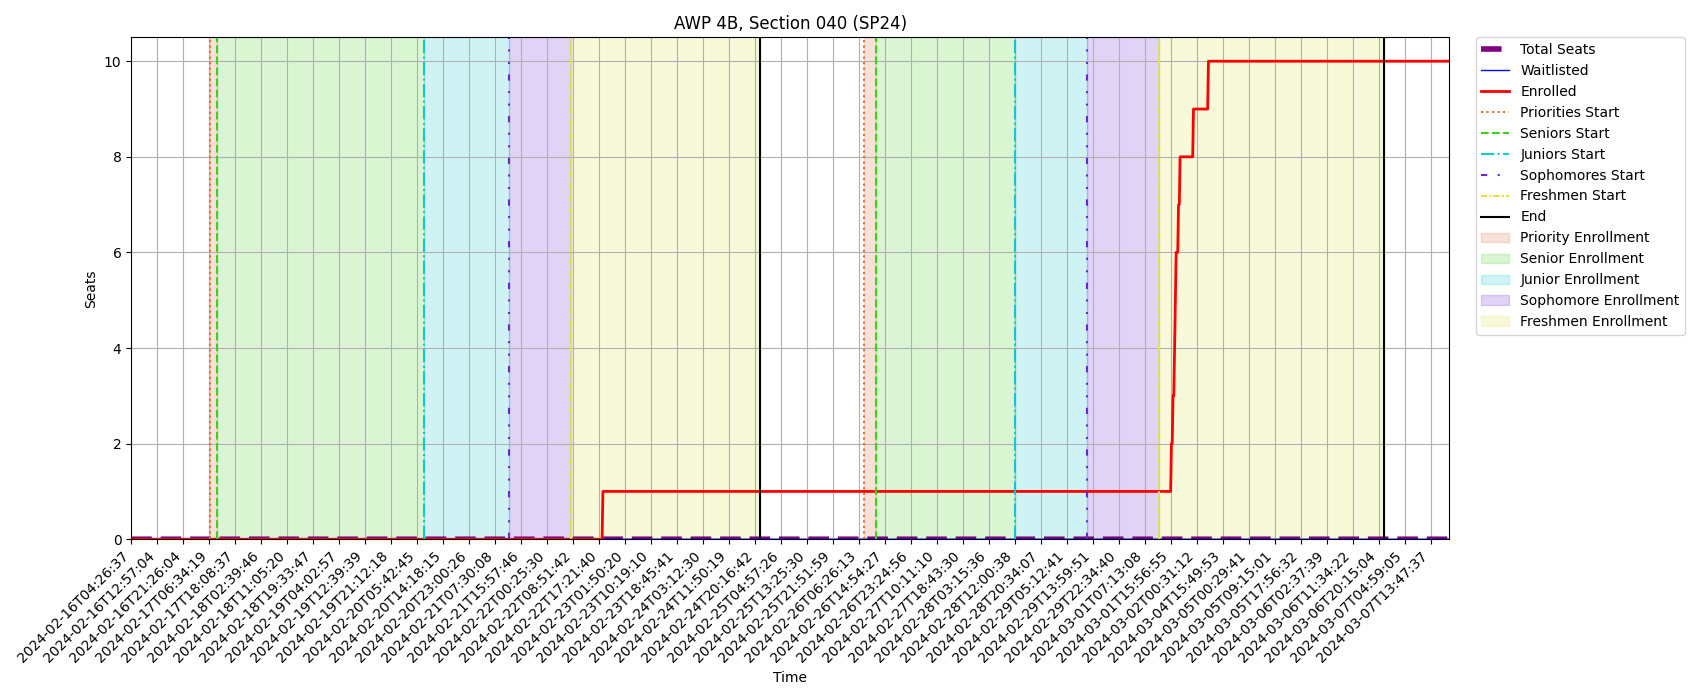 AWP 4B, Section 040 (SP24)
Seats
10
8
6
4
2
0
2024-02-16T04:26:37
2024-02-16T12:57:04
2024-02-16T21:26:04
2024-02-17T06:34:19
2024-02-17T18:08:37
2024-02-18T02:39:46
2024-02-18T11:05:20
2024-02-18T19:33:47
2024-02-19T04:02:57
2024-02-19T12:39:39
2024-02-19T21:12:18
2024-02-20T05:42:45
2024-02-20T14:18:15
2024-02-20T23:00:26
2024-02-21T07:30:08
2024-02-21T15:57:46
2024-02-22T00:25:30
2024-02-22T08:51:42
2024-02-22T17:21:40
2024-02-23T01:50:20
2024-02-23T10:19:10
2024-02-23T18:45:41
2024-02-24T03:12:30
2024-02-24T11:50:19
2024-02-24T20:16:42
2024-02-25T04:57:26
2024-02-25T13:25:30
2024-02-25T21:51:59
2024-02-26T06:26:13
2024-02-26T14:54:27
2024-02-26T23:24:56
2024-02-27T10:11:10
2024-02-27T18:43:30
2024-02-28T03:15:36
2024-02-28T12:00:38
2024-02-28T20:34:07
2024-02-29T05:12:41
2024-02-29T13:59:51
2024-02-29T22:34:40
2024-03-01T07:13:08
2024-03-01T15:56:55
2024-03-02T00:31:12
2024-03-04T15:49:53
2024-03-05T00:29:41
2024-03-05T09:15:01
2024-03-05T17:56:32
2024-03-06T02:37:39
2024-03-06T11:34:22
2024-03-06T20:15:04
2024-03-07T04:59:05
2024-03-07T13:47:37
Time
Total Seats
Waitlisted
Enrolled
Priorities Start
Seniors Start
Juniors Start
Sophomores Start
Freshmen Start
End
Priority Enrollment
Senior Enrollment
Junior Enrollment
Sophomore Enrollment
Freshmen Enrollment